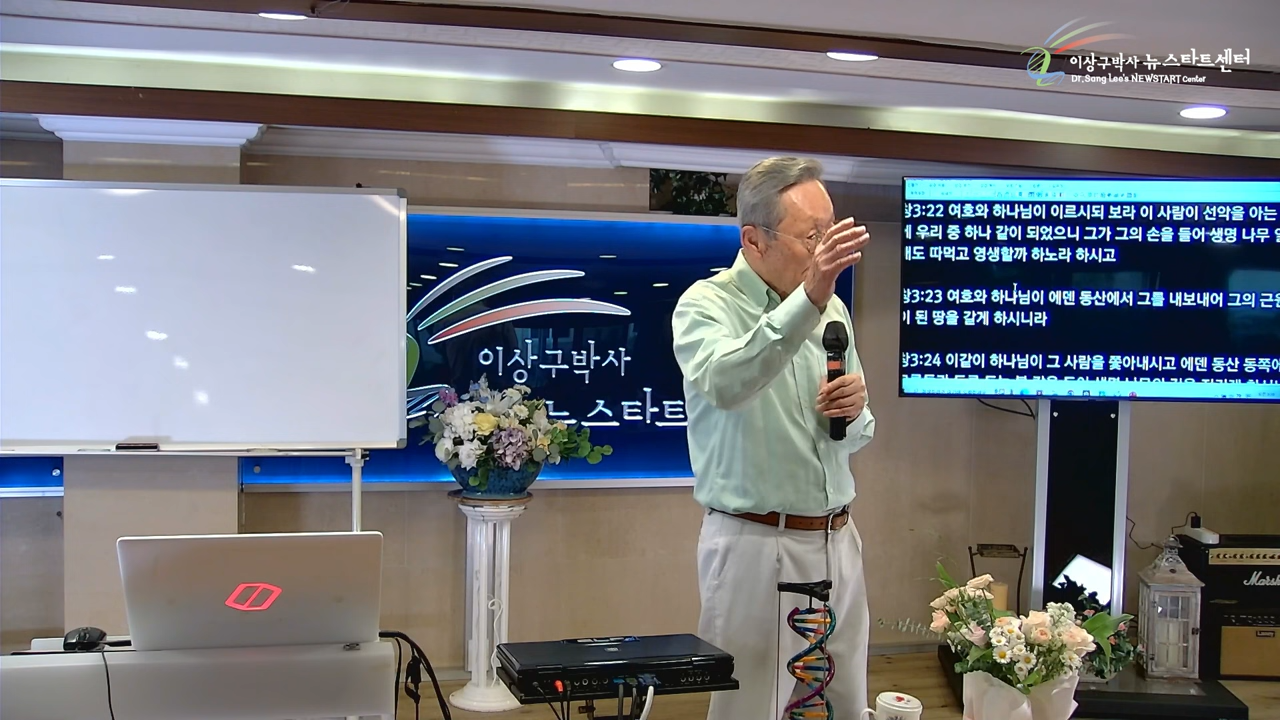 이상구박사 뉴스타트센터
Dr. Sang Lee's NEWSTART Center
창3:22 여호와 하나님이 이르시되 보라 이 사람이 선악을 아는
우리 중 하나 같이 되었으니 그가 그의 손을 들어 생명 나무
따먹고 영생할까 하노라 하시고
창3:23 여호와 하나님이 에덴 동산에서 그를 내보내어 그의
된 땅을 갈게 하시니라
창3:24 이같이 하나님이 그 사람을 쫓아내시고 에덴 동산 동쪽에
이상구박사
뉴스타트
Laney